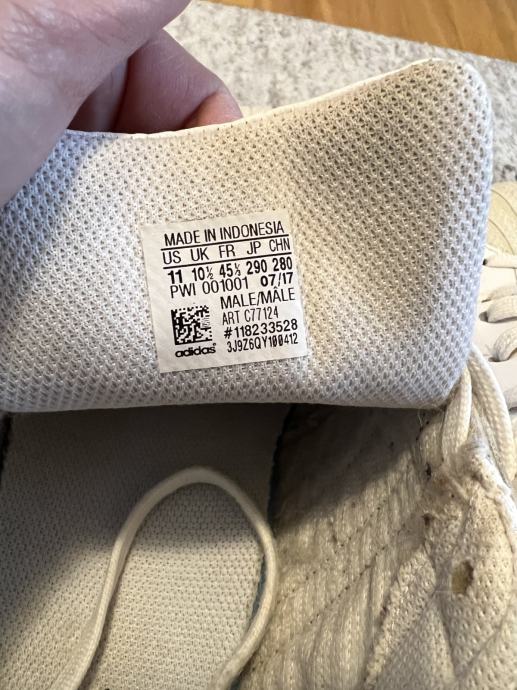 MADE IN INDONESIA
US UK FR JP CHN
11 10½ 45⅓ 290 280
PWI 001001 07/17
MALE/MÂLE
ART C77124
#118233528
3J9Z6QY100412
adidas®